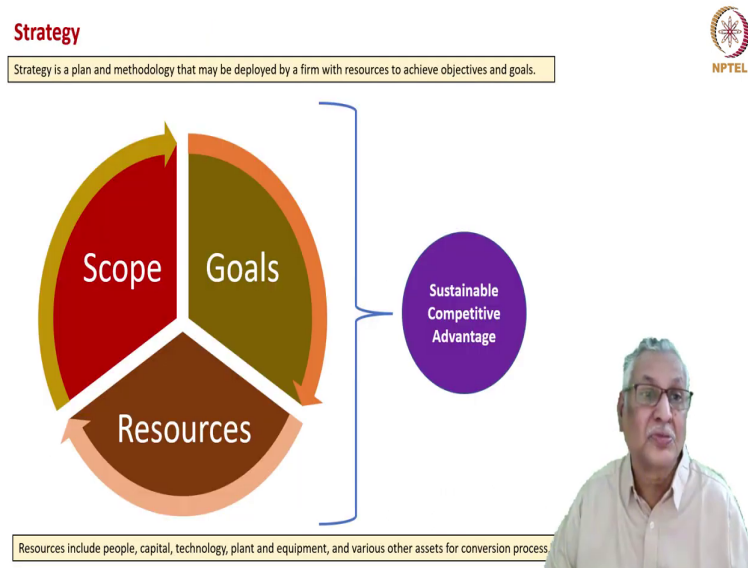 Strategy
NPTEL
Strategy is a plan and methodology that may be deployed by a firm with resources to achieve objectives and goals.
Scope
Goals
Resources
Sustainable
Competitive
Advantage
Resources include people, capital, technology, plant and equipment, and various other assets for conversion process